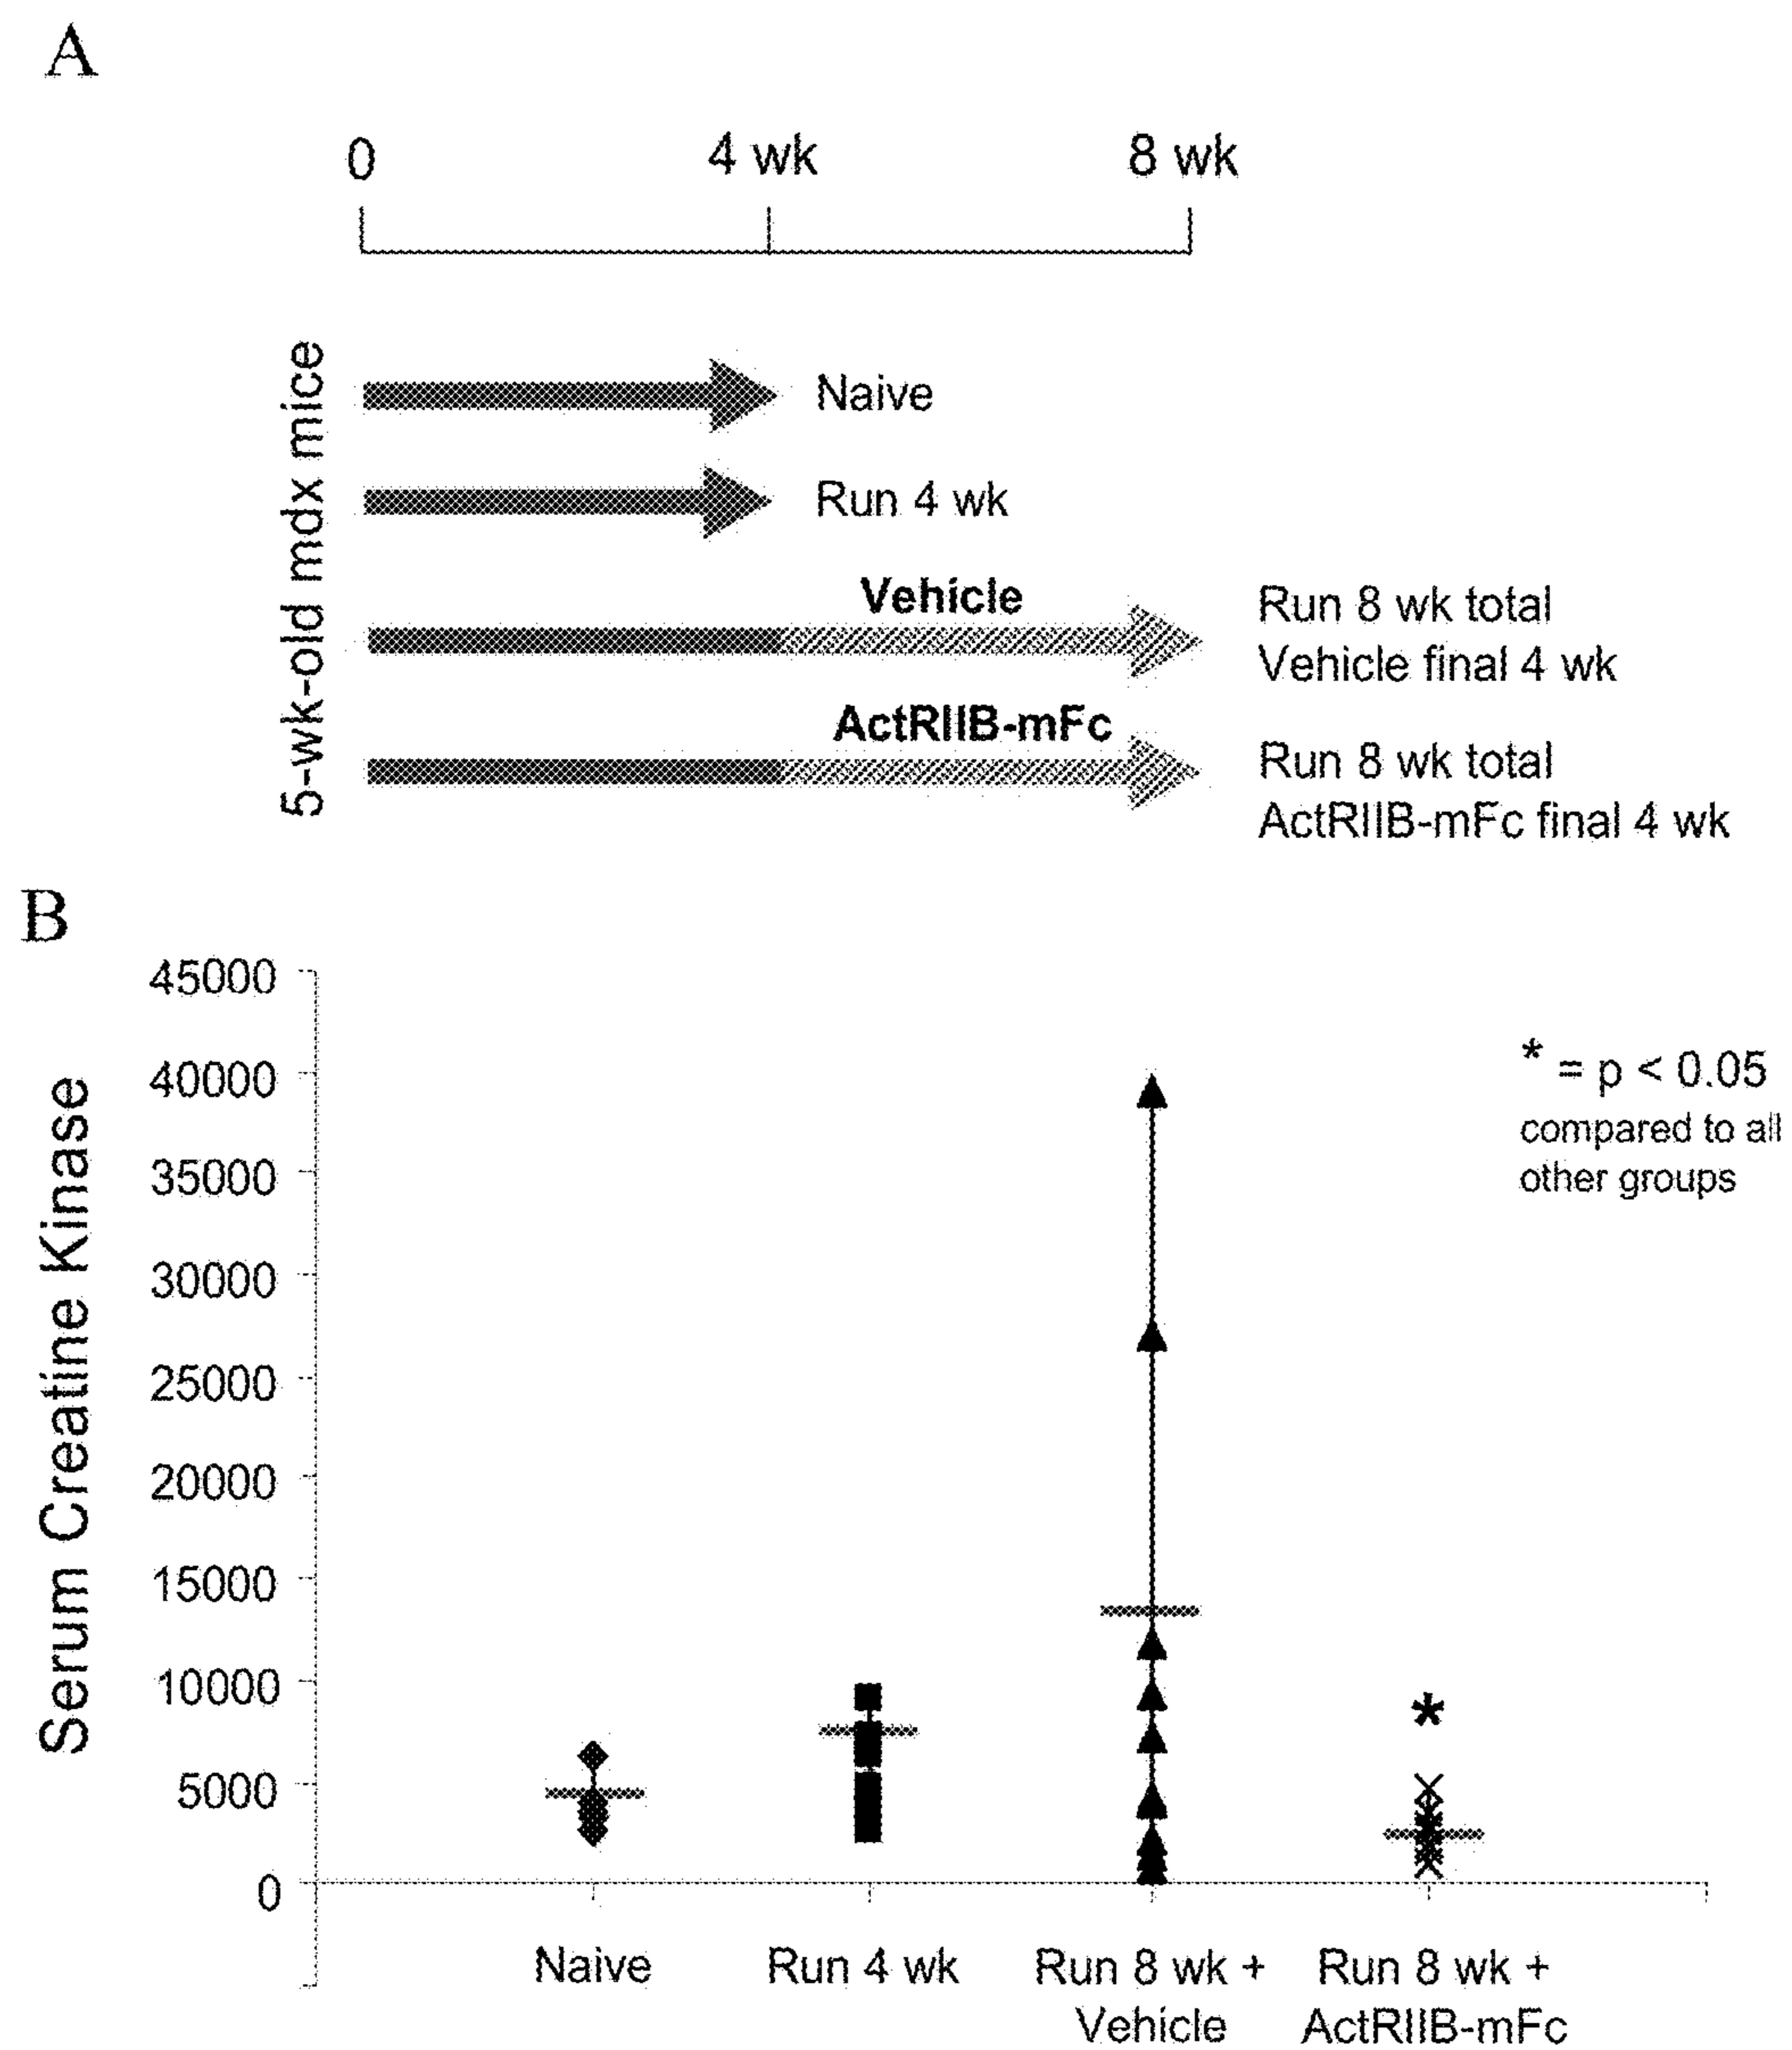 A
0 4 wk 8 wk
5-wk-old mdx mice
Naive
Run 4 wk
Vehicle
Run 8 wk total
Vehicle final 4 wk
ActRIIB-mFc
Run 8 wk total
ActRIIB-mFc final 4 wk
B
Serum Creatine Kinase
45000
40000
35000
30000
25000
20000
15000
10000
5000
0
* = p < 0.05
compared to all
other groups
*
Naive Run 4 wk Run 8 wk + Run 8 wk +
Vehicle ActRIIB-mFc